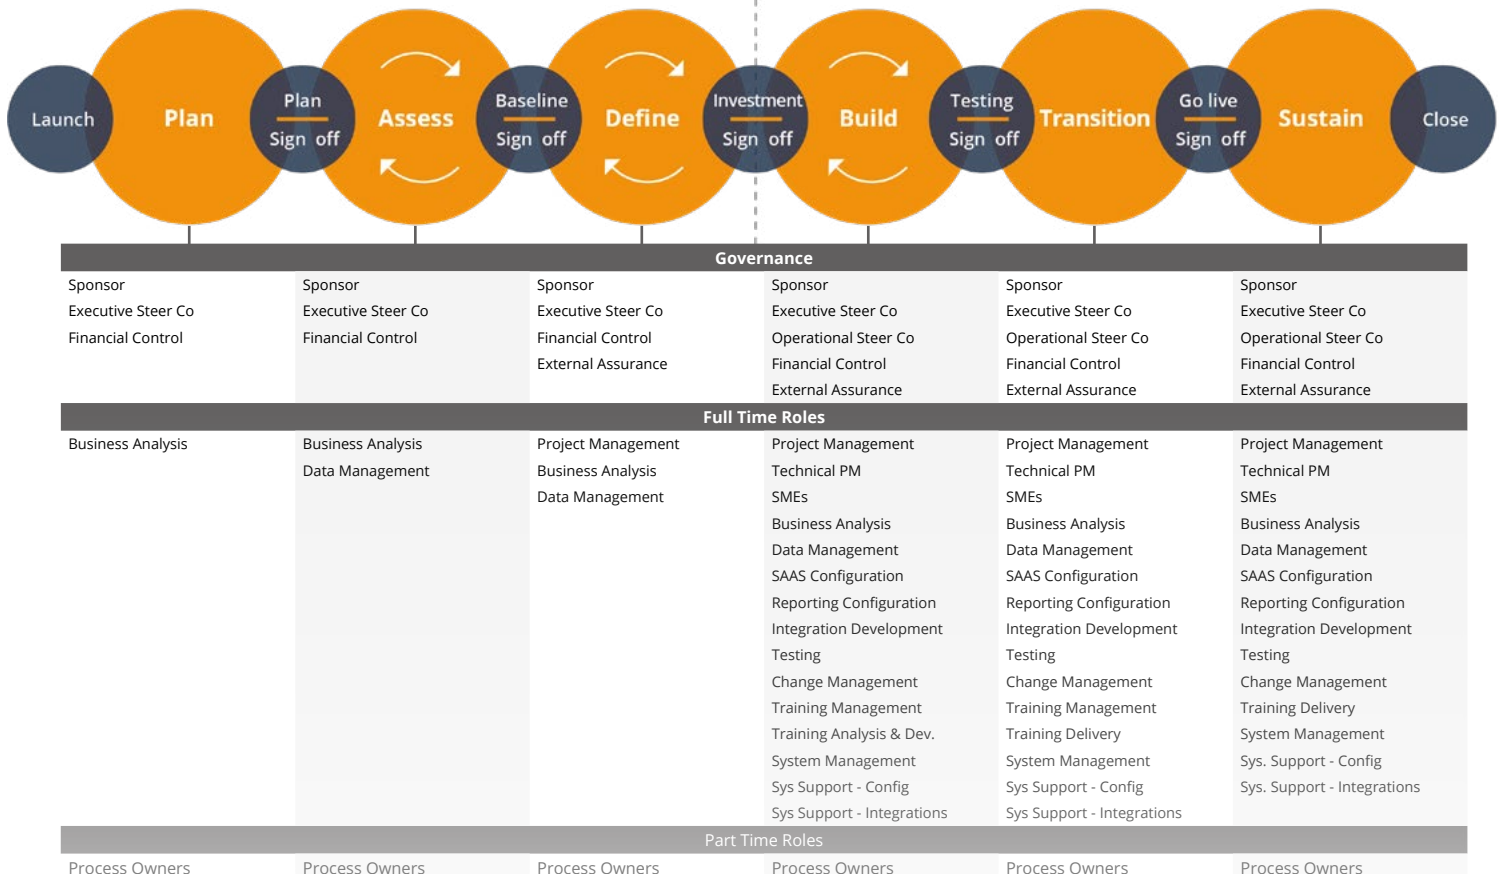 Launch
Plan
Plan
Sign off
Assess
Baseline
Sign off
Define
Investment
Sign off
Build
Testing
Sign off
Transition
Go live
Sign off
Sustain
Close
Governance
Sponsor Sponsor Sponsor Sponsor Sponsor Sponsor
Executive Steer Co Executive Steer Co Executive Steer Co Executive Steer Co Executive Steer Co Executive Steer Co
Financial Control Financial Control Financial Control Operational Steer Co Operational Steer Co Operational Steer Co
External Assurance Financial Control Financial Control Financial Control
External Assurance External Assurance External Assurance
Full Time Roles
Business Analysis Business Analysis Project Management Project Management Project Management Project Management
Data Management Business Analysis Technical PM Technical PM Technical PM
Data Management SMEs SMEs SMEs
Business Analysis Business Analysis Business Analysis
Data Management Data Management Data Management
SAAS Configuration SAAS Configuration SAAS Configuration
Reporting Configuration Reporting Configuration Reporting Configuration
Integration Development Integration Development Integration Development
Testing Testing Testing
Change Management Change Management Change Management
Training Management Training Management Training Delivery
Training Analysis & Dev. Training Delivery System Management
System Management System Management Sys. Support - Config
Sys Support - Config Sys Support - Config Sys. Support - Integrations
Sys Support - Integrations Sys Support - Integrations
Part Time Roles
Process Owners Process Owners Process Owners Process Owners Process Owners Process Owners